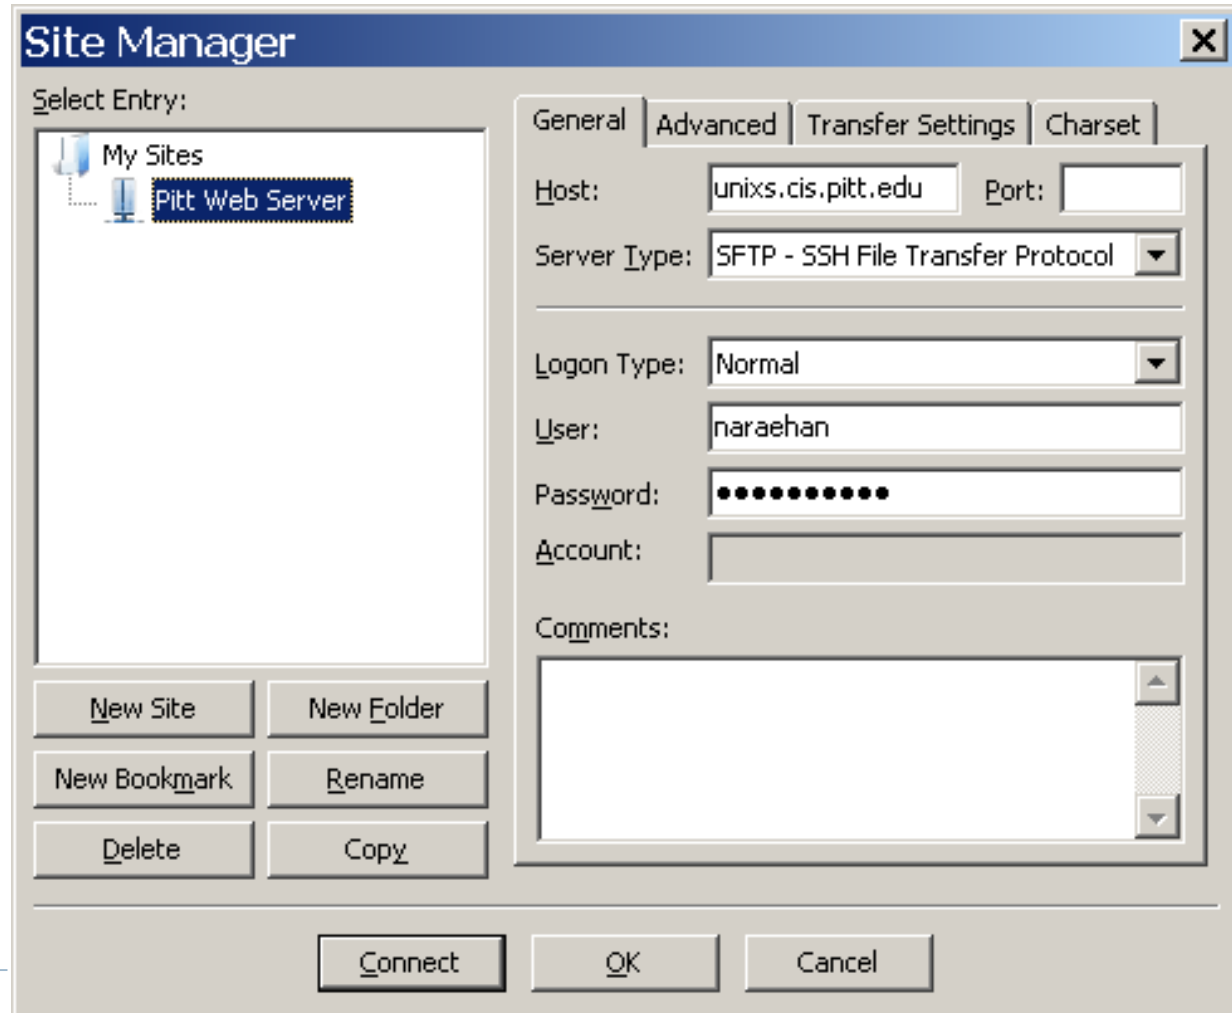 Site Manager
Select Entry:
My Sites
Pitt Web Server
New Site
New Folder
New Bookmark
Rename
Delete
Copy
General
Advanced
Transfer Settings
Charset
Host:
unixs.cis.pitt.edu
Port:
Server Type:
SFTP - SSH File Transfer Protocol
Logon Type:
Normal
User:
naraehan
Password:
●●●●●●●●●●
Account:
Comments:
Connect
OK
Cancel